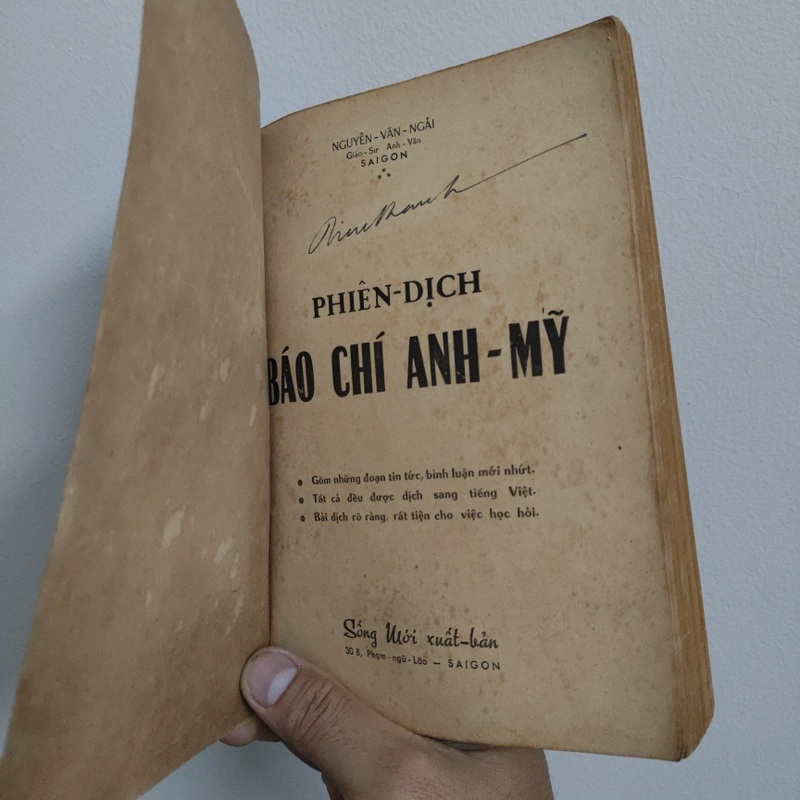 NGUYỄN-VĂN-NGẢI
Giáo-Sư Anh-Văn
SAIGON
PHIÊN-DỊCH
BÁO CHÍ ANH-MỸ
Gồm những đoạn tin tức, bình luận mới nhứt.
Tất cả đều được dịch sang tiếng Việt.
Bài dịch rõ ràng, rất tiện cho việc học hỏi.
Sống Mới xuất-bản
30 B, Phạm-ngũ-Lão — SAIGON